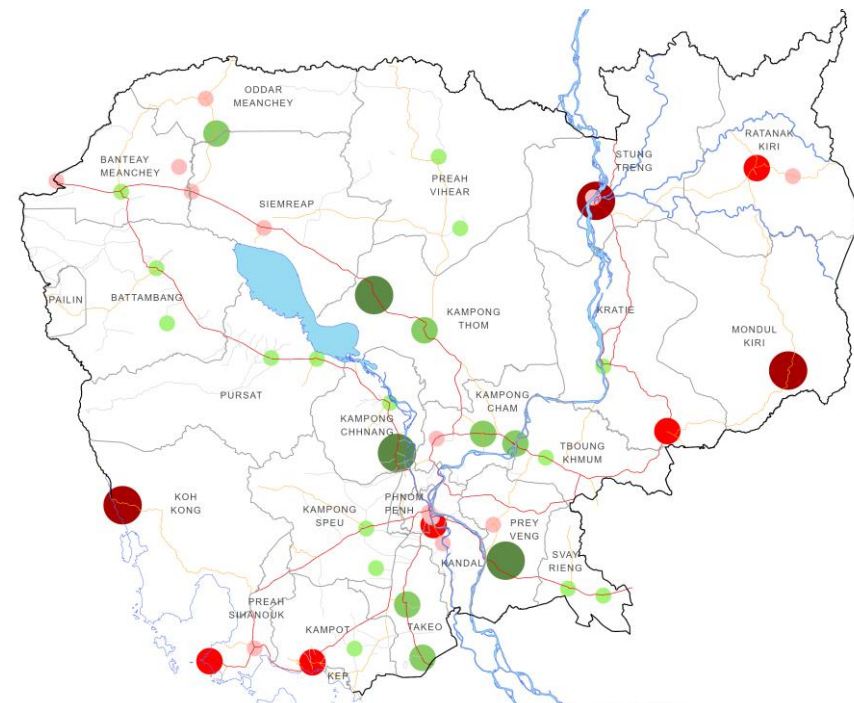 ODDAR
MEANCHEY
BANTEAY
MEANCHEY
SIEMREAP
PREAH
VIHEAR
STUNG
TRENG
RATANAK
KIRI
PAILIN
BATTAMBANG
KAMPONG
THOM
KRATIE
MONDUL
KIRI
PURSAT
KAMPONG
CHHNANG
KAMPONG
CHAM
TBOUNG
KHMUM
KOH
KONG
KAMPONG
SPEU
PHNOM
PENH
PREY
VENG
KANDAL
SVAY
RIENG
PREAH
SIHANOUK
KAMPOT
TAKEO
KEP